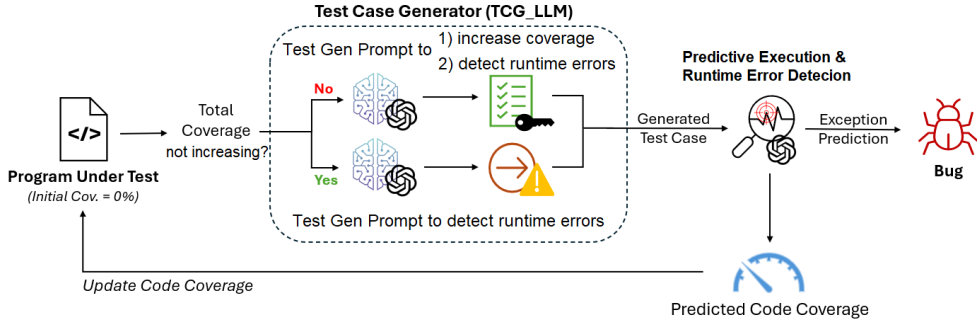 Test Case Generator (TCG_LLM)
Test Gen Prompt to
1) increase coverage
2) detect runtime errors
Predictive Execution &
Runtime Error Detecion
</>
Total
Coverage
not increasing?
No
Yes
Generated
Test Case
Exception
Prediction
Bug
Program Under Test
(Initial Cov. = 0%)
Test Gen Prompt to detect runtime errors
Update Code Coverage
Predicted Code Coverage